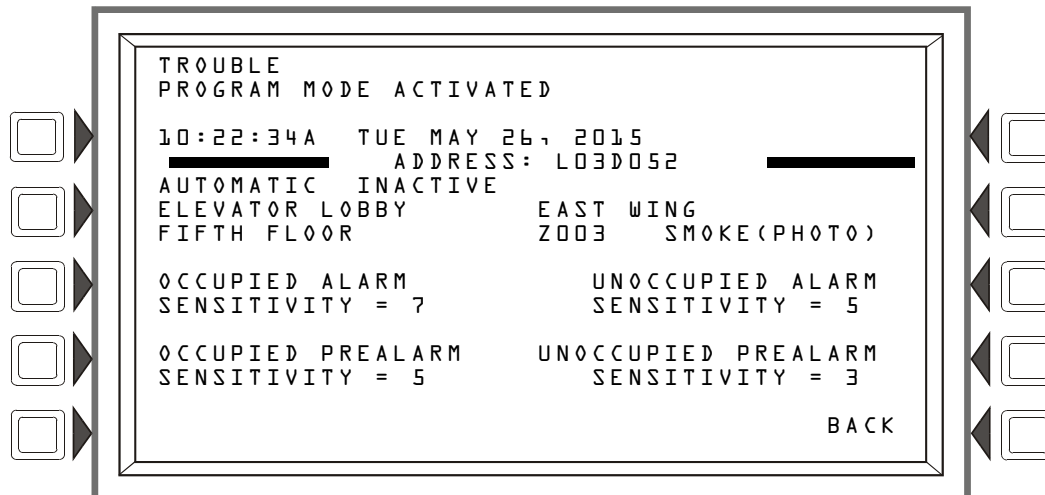 TROUBLE
PROGRAM MODE ACTIVATED
10:22:34A TUE MAY 26, 2015
ADDRESS: L03D052
AUTOMATIC INACTIVE
ELEVATOR LOBBY EAST WING
FIFTH FLOOR Z003 SMOKE(PHOTO)
OCCUPIED ALARM UNOCCUPIED ALARM
SENSITIVITY = 7 SENSITIVITY = 5
OCCUPIED PREALARM UNOCCUPIED PREALARM
SENSITIVITY = 5 SENSITIVITY = 3
BACK